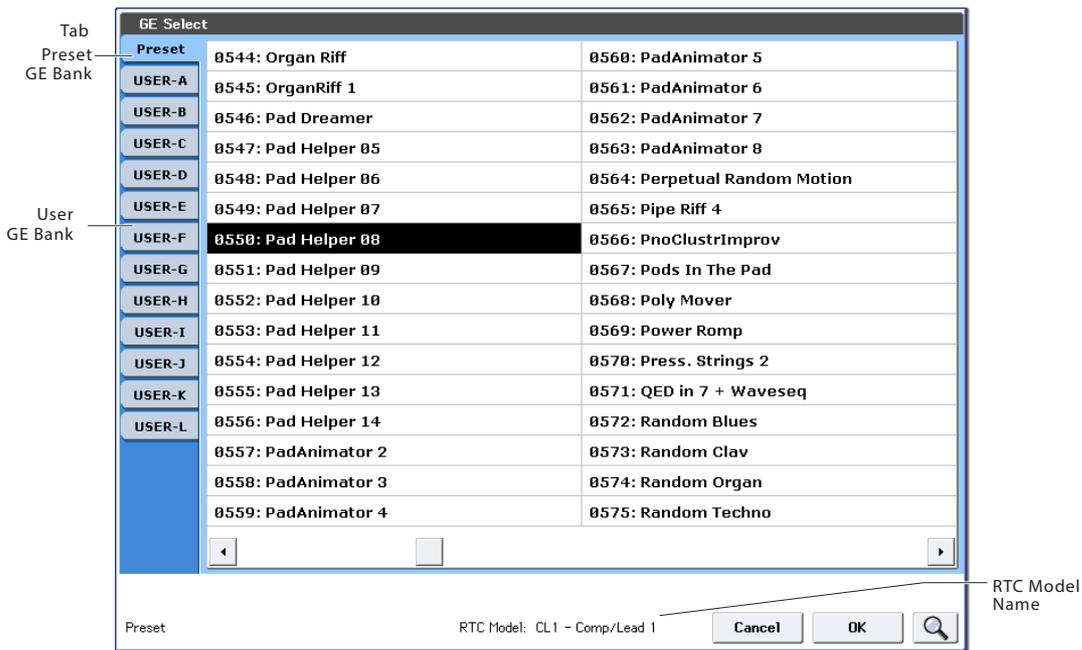 GE Select
Tab
Preset
GE Bank
User
GE Bank
Preset
USER-A
USER-B
USER-C
USER-D
USER-E
USER-F
USER-G
USER-H
USER-I
USER-J
USER-K
USER-L
0544: Organ Riff
0545: OrganRiff 1
0546: Pad Dreamer
0547: Pad Helper 05
0548: Pad Helper 06
0549: Pad Helper 07
0550: Pad Helper 08
0551: Pad Helper 09
0552: Pad Helper 10
0553: Pad Helper 11
0554: Pad Helper 12
0555: Pad Helper 13
0556: Pad Helper 14
0557: PadAnimator 2
0558: PadAnimator 3
0559: PadAnimator 4
0560: PadAnimator 5
0561: PadAnimator 6
0562: PadAnimator 7
0563: PadAnimator 8
0564: Perpetual Random Motion
0565: Pipe Riff 4
0566: PnoClustrImprov
0567: Pods In The Pad
0568: Poly Mover
0569: Power Romp
0570: Press. Strings 2
0571: QED in 7 + Waveseq
0572: Random Blues
0573: Random Clav
0574: Random Organ
0575: Random Techno
RTC Model
Name
Preset
RTC Model: CL1 - Comp/Lead 1
Cancel
OK